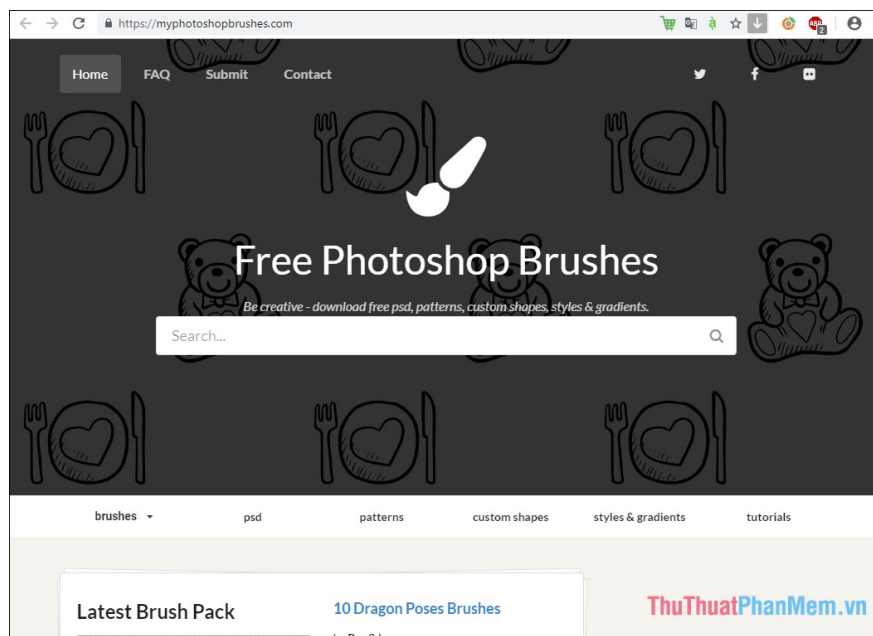 https://myphotoshopbrushes.com
2
Home FAQ Submit Contact
Free Photoshop Brushes
Be creative - download free psd, patterns, custom shapes, styles & gradients.
Search...
brushes psd patterns custom shapes styles & gradients tutorials
Latest Brush Pack
10 Dragon Poses Brushes
ThuThuatPhanMem.vn